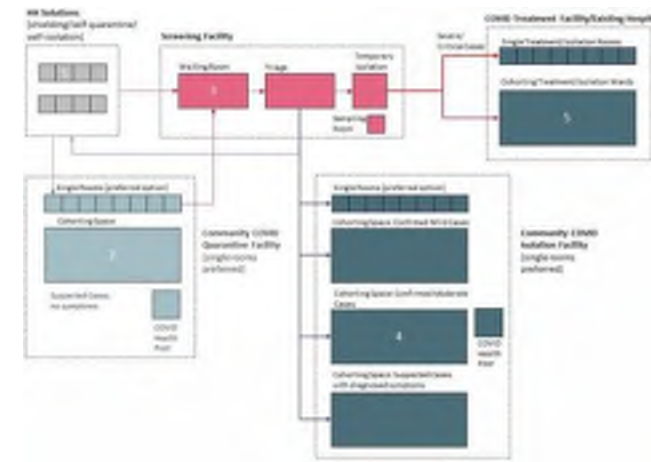 HH Solutions
[shielding/self-quarantine/
self-isolation]
Screening Facility
Waiting Room
3
Triage
Temporary
Isolation
Sampling
Room
Severe/
Critical Cases
COVID Treatment Facility/Existing Hospital
Single Treatment/Isolation Rooms
Cohorting Treatment/Isolation Wards
5
Single Rooms (preferred option)
Cohorting Space
2
Suspected Cases,
no symptoms
COVID
Health
Post
Community COVID
Quarantine Facility
[single rooms
preferred]
Single Rooms (preferred option)
Cohorting Space: Confirmed Mild Cases
Cohorting Space: Confirmed Moderate
Cases
4
COVID
Health
Post
Cohorting Space: Suspected Cases
with diagnosed symptoms
Community COVID
Isolation Facility
[single rooms
preferred]